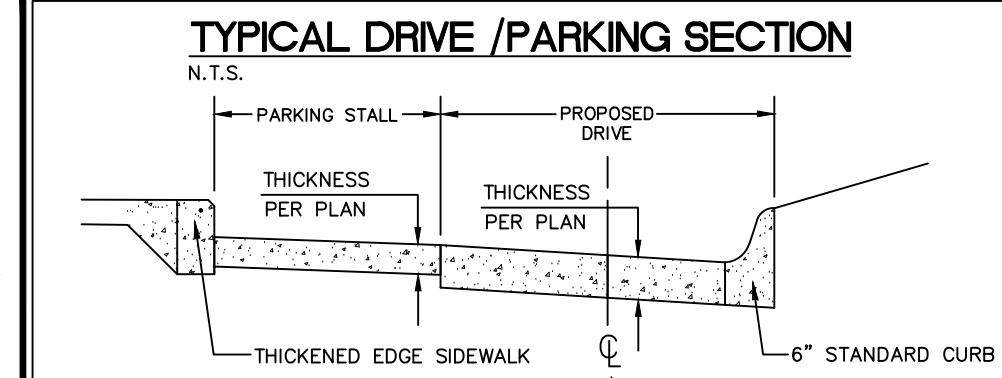 TYPICAL DRIVE /PARKING SECTION
N.T.S.
PARKING STALL
PROPOSED
DRIVE
THICKNESS
PER PLAN
THICKNESS
PER PLAN
THICKENED EDGE SIDEWALK
℄
6" STANDARD CURB